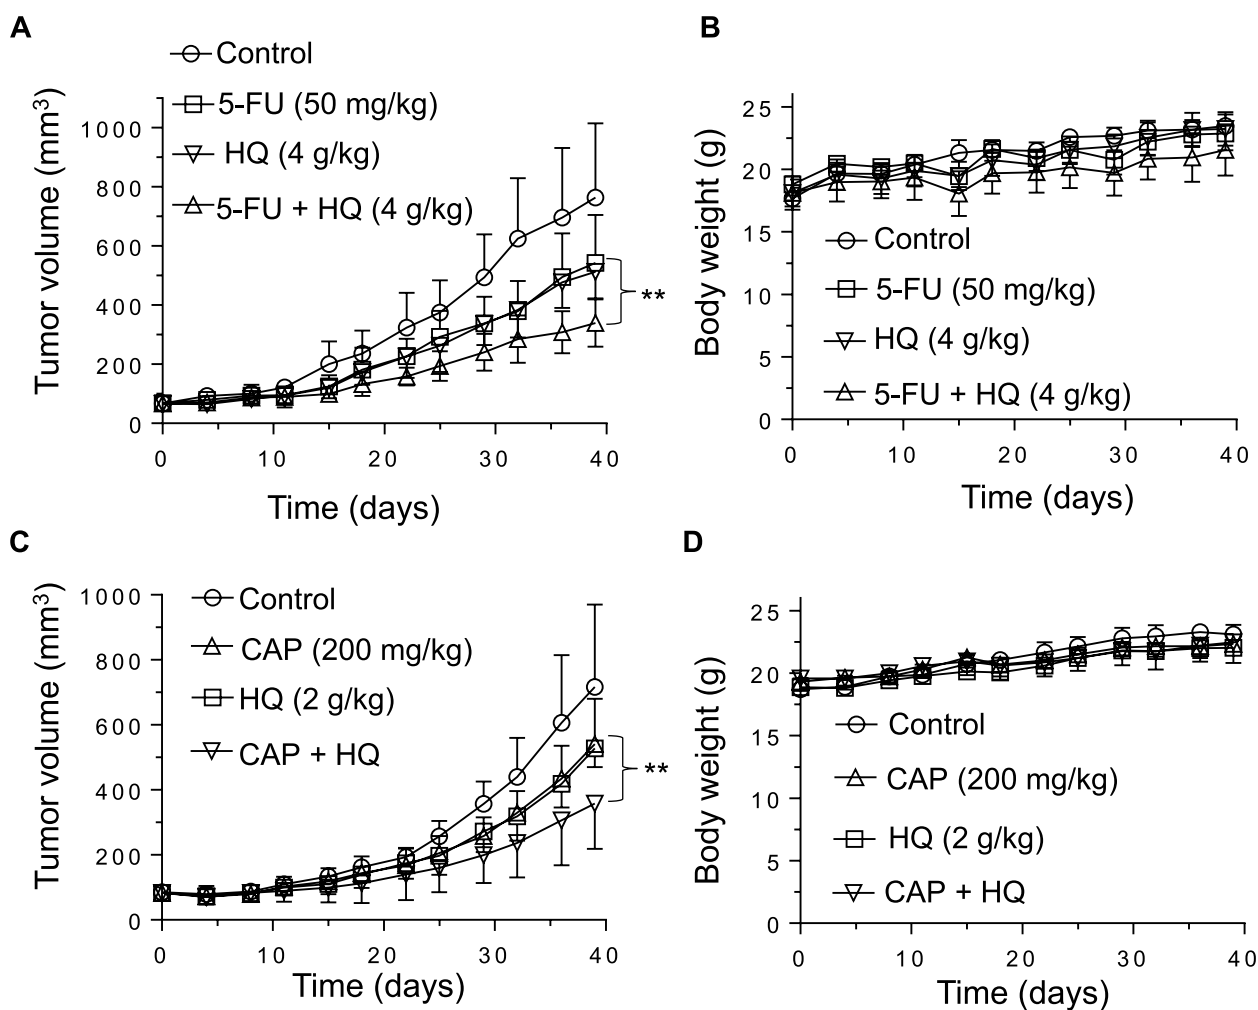 A
Control
5-FU (50 mg/kg)
HQ (4 g/kg)
5-FU + HQ (4 g/kg)
Tumor volume (mm³)
1000
800
600
400
200
0
**
0 10 20 30 40
Time (days)
B
Body weight (g)
25
20
15
10
5
0
Control
5-FU (50 mg/kg)
HQ (4 g/kg)
5-FU + HQ (4 g/kg)
0 10 20 30 40
Time (days)
C
Tumor volume (mm³)
1000
800
600
400
200
0
Control
CAP (200 mg/kg)
HQ (2 g/kg)
CAP + HQ
**
0 10 20 30 40
Time (days)
D
Body weight (g)
25
20
15
10
5
0
Control
CAP (200 mg/kg)
HQ (2 g/kg)
CAP + HQ
0 10 20 30 40
Time (days)